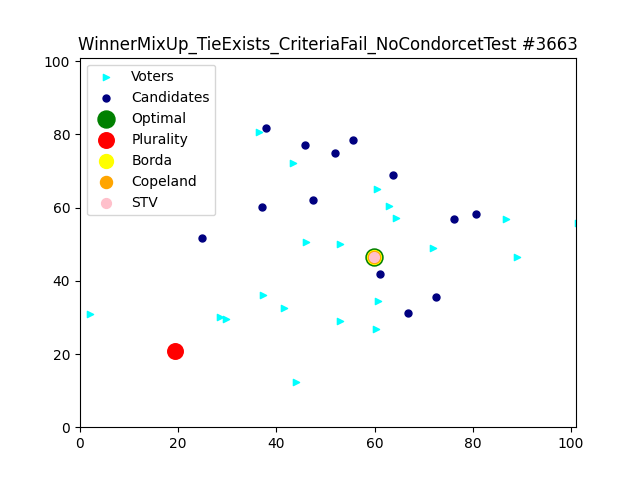 WinnerMixUp_TieExists_CriteriaFail_NoCondorcetTest #3663
100
80
60
40
20
0
Voters
Candidates
Optimal
Plurality
Borda
Copeland
STV
0 20 40 60 80 100